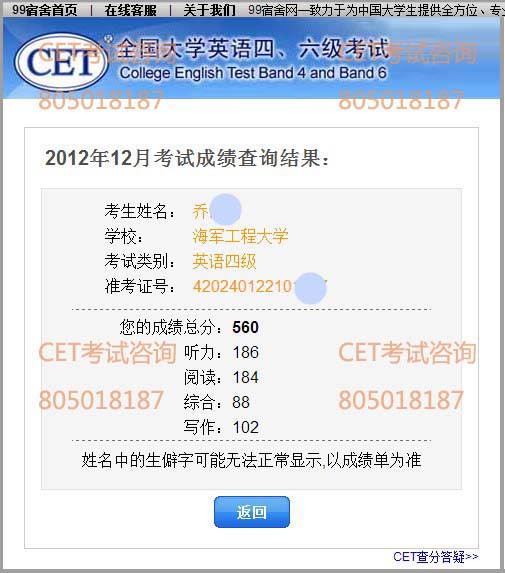 99宿舍首页 | 在线客服 | 关于我们 99宿舍网—致力于为中国大学生提供全方位、专业
CET 全国大学英语四、六级考试
College English Test Band 4 and Band 6
CET考试咨询 CET考试咨询
805018187 805018187
2012年12月考试成绩查询结果：
考生姓名： 乔
学校： 海军工程大学
考试类别： 英语四级
准考证号： 42024012210
您的成绩总分：560
听力：186
CET考试咨询 CET考试咨询
阅读：184
805018187 805018187
综合：88
写作：102
姓名中的生僻字可能无法正常显示,以成绩单为准
返回
CET查分答疑>>